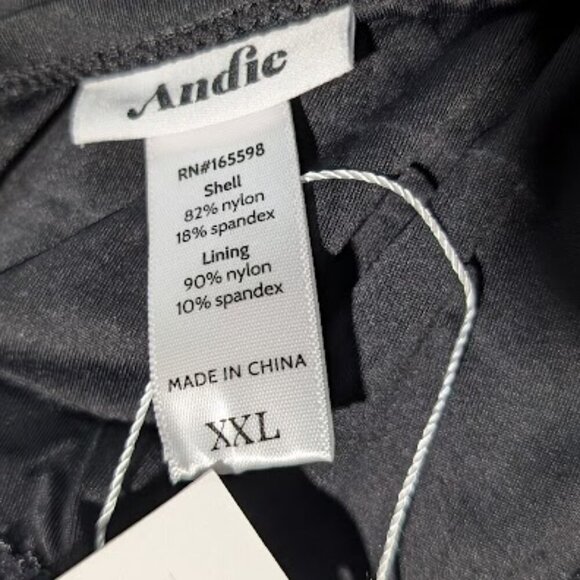 Andie
RN#165598
Shell
82% nylon
18% spandex
Lining
90% nylon
10% spandex
MADE IN CHINA
XXL